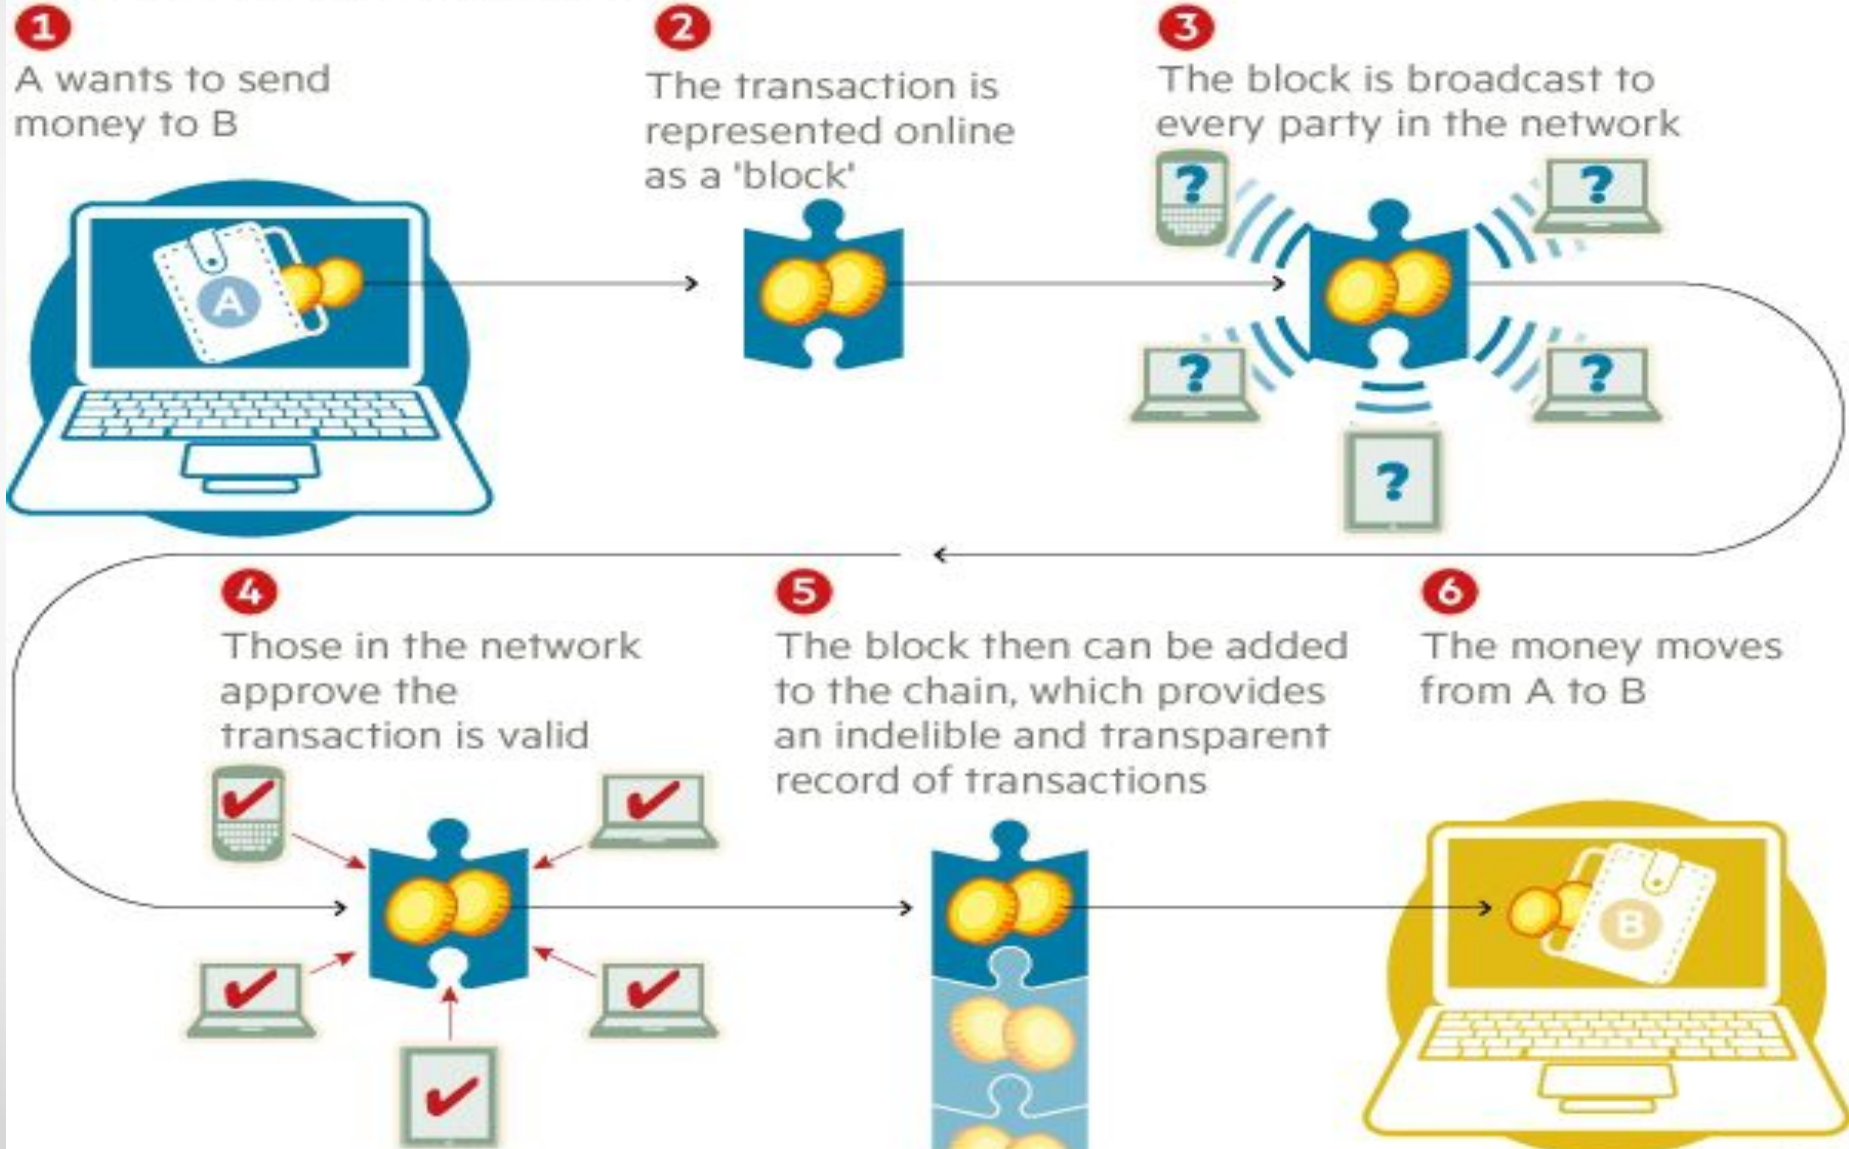 1
A wants to send
money to B
A
2
The transaction is
represented online
as a 'block'
3
The block is broadcast to
every party in the network
?
?
?
?
?
4
Those in the network
approve the
transaction is valid
5
The block then can be added
to the chain, which provides
an indelible and transparent
record of transactions
6
The money moves
from A to B
B